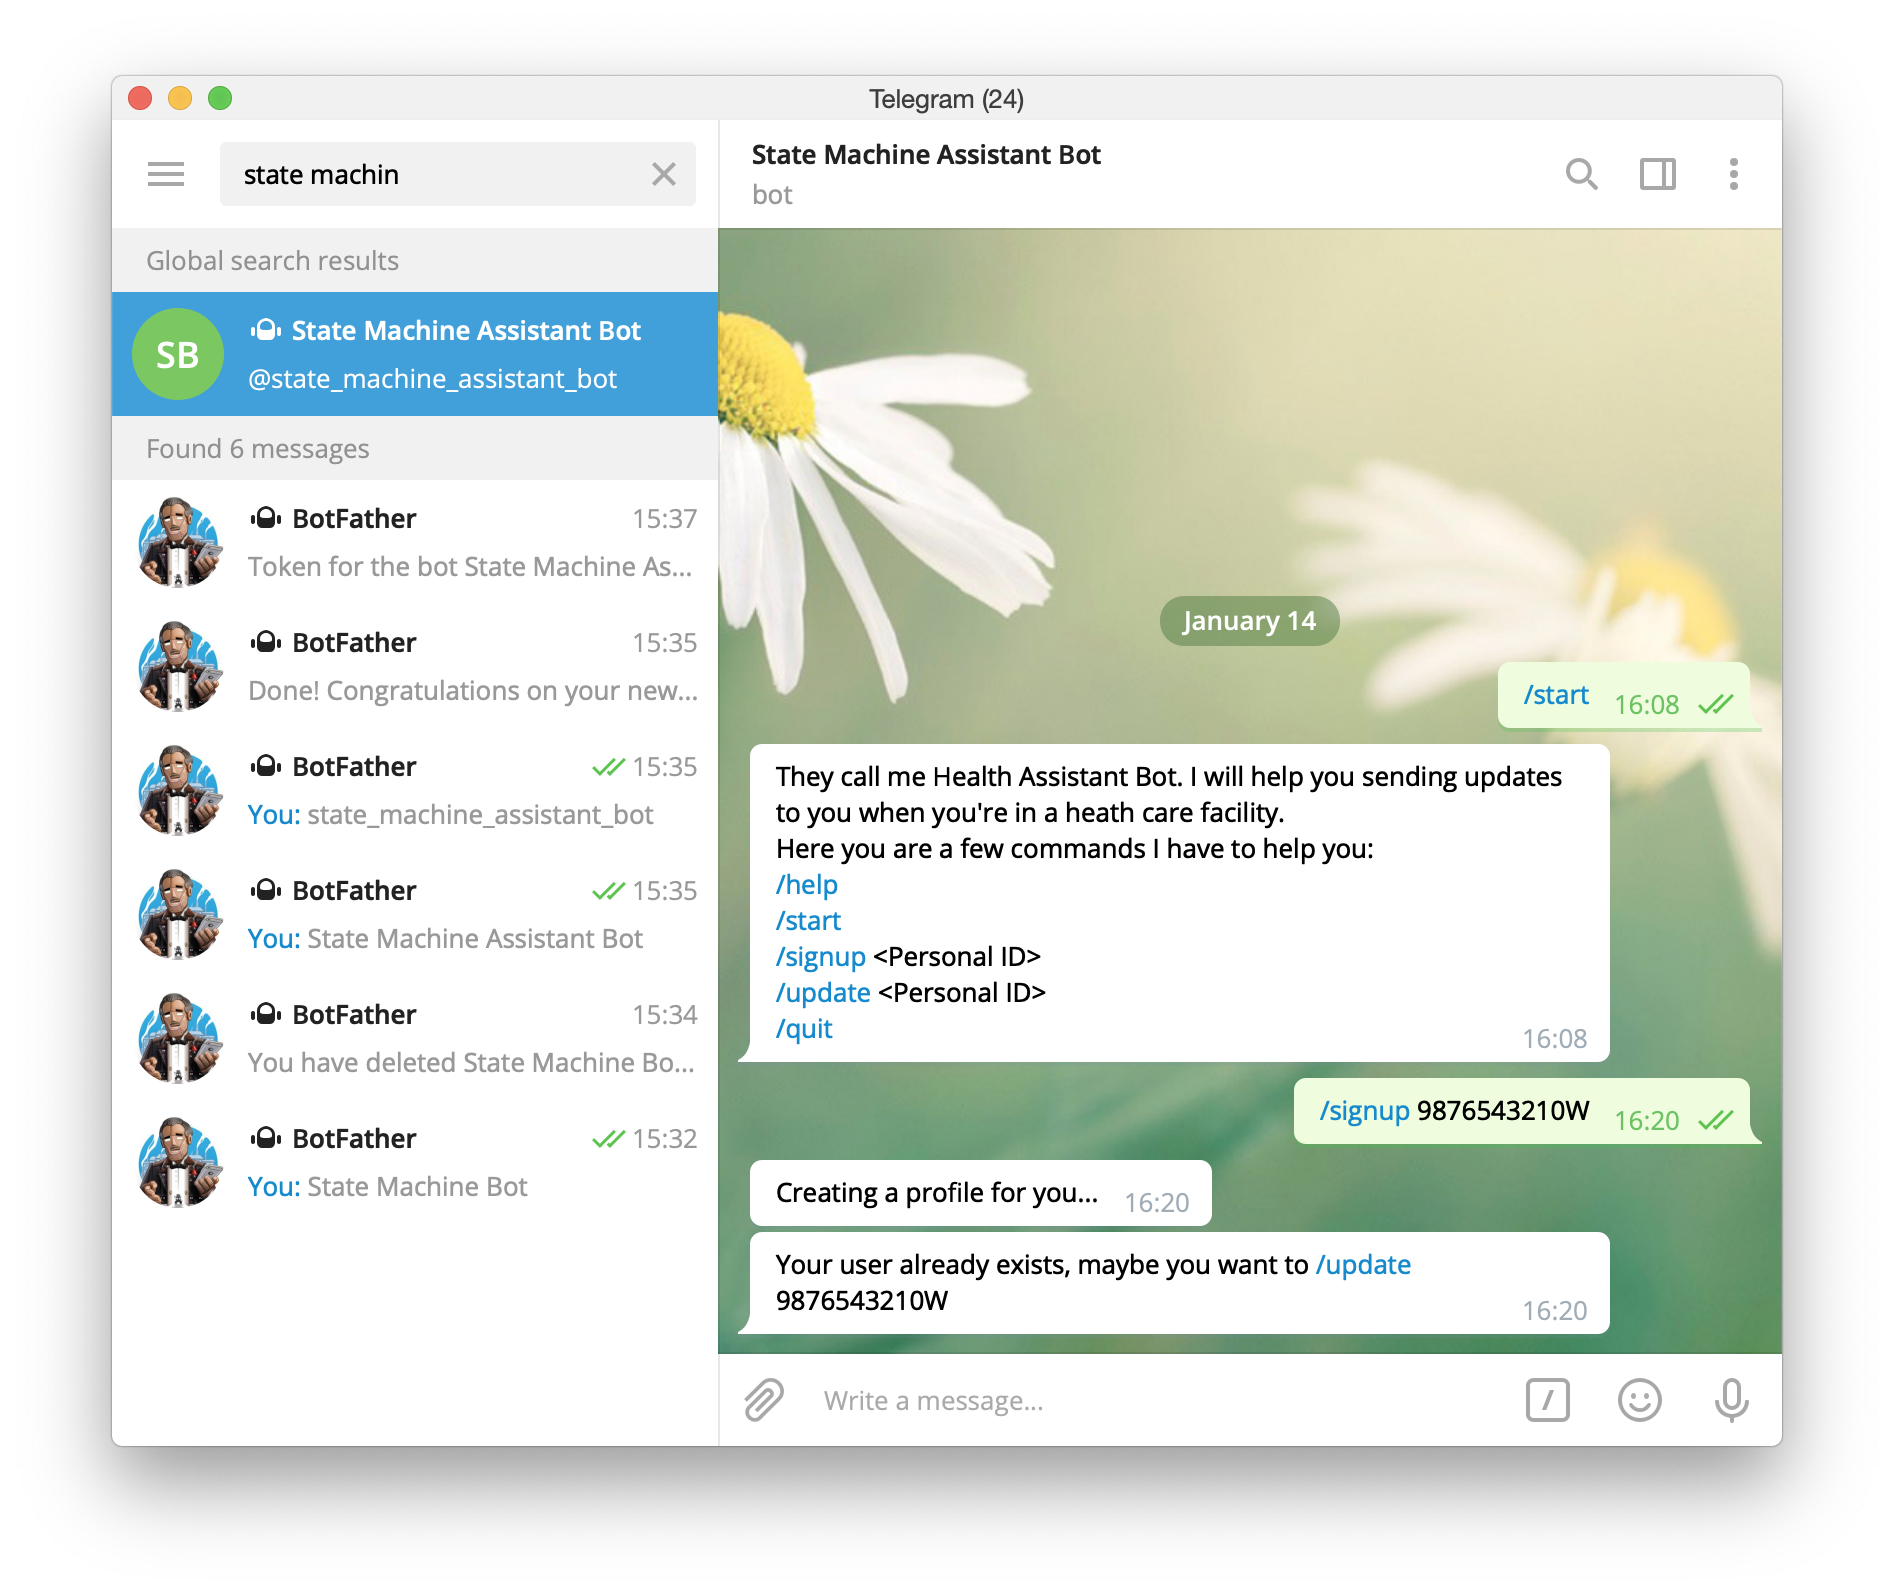 Telegram (24)
state machin
Global search results
SB
State Machine Assistant Bot
@state_machine_assistant_bot
Found 6 messages
BotFather 15:37
Token for the bot State Machine As...
BotFather 15:35
Done! Congratulations on your new...
BotFather 15:35
You: state_machine_assistant_bot
BotFather 15:35
You: State Machine Assistant Bot
BotFather 15:34
You have deleted State Machine Bo...
BotFather 15:32
You: State Machine Bot
State Machine Assistant Bot
bot
January 14
/start 16:08
They call me Health Assistant Bot. I will help you sending updates
to you when you're in a heath care facility.
Here you are a few commands I have to help you:
/help
/start
/signup <Personal ID>
/update <Personal ID>
/quit
16:08
/signup 9876543210W 16:20
Creating a profile for you... 16:20
Your user already exists, maybe you want to /update
9876543210W
16:20
Write a message...
/